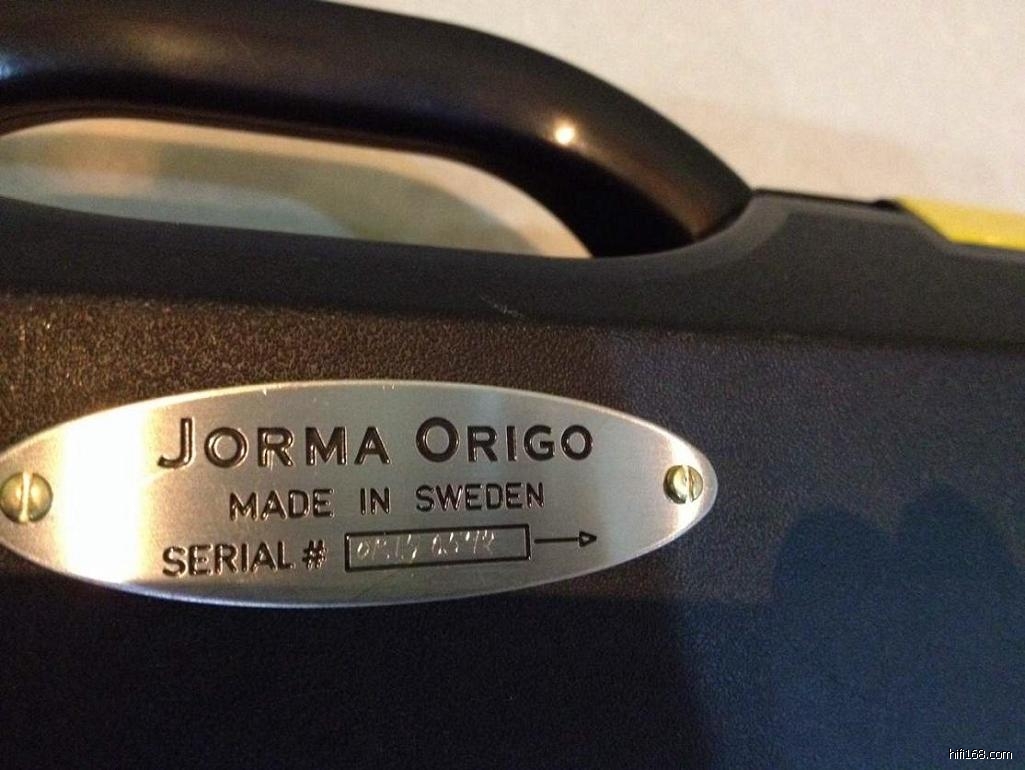 JORMA ORIGO
MADE IN SWEDEN
SERIAL #
hifi168.com